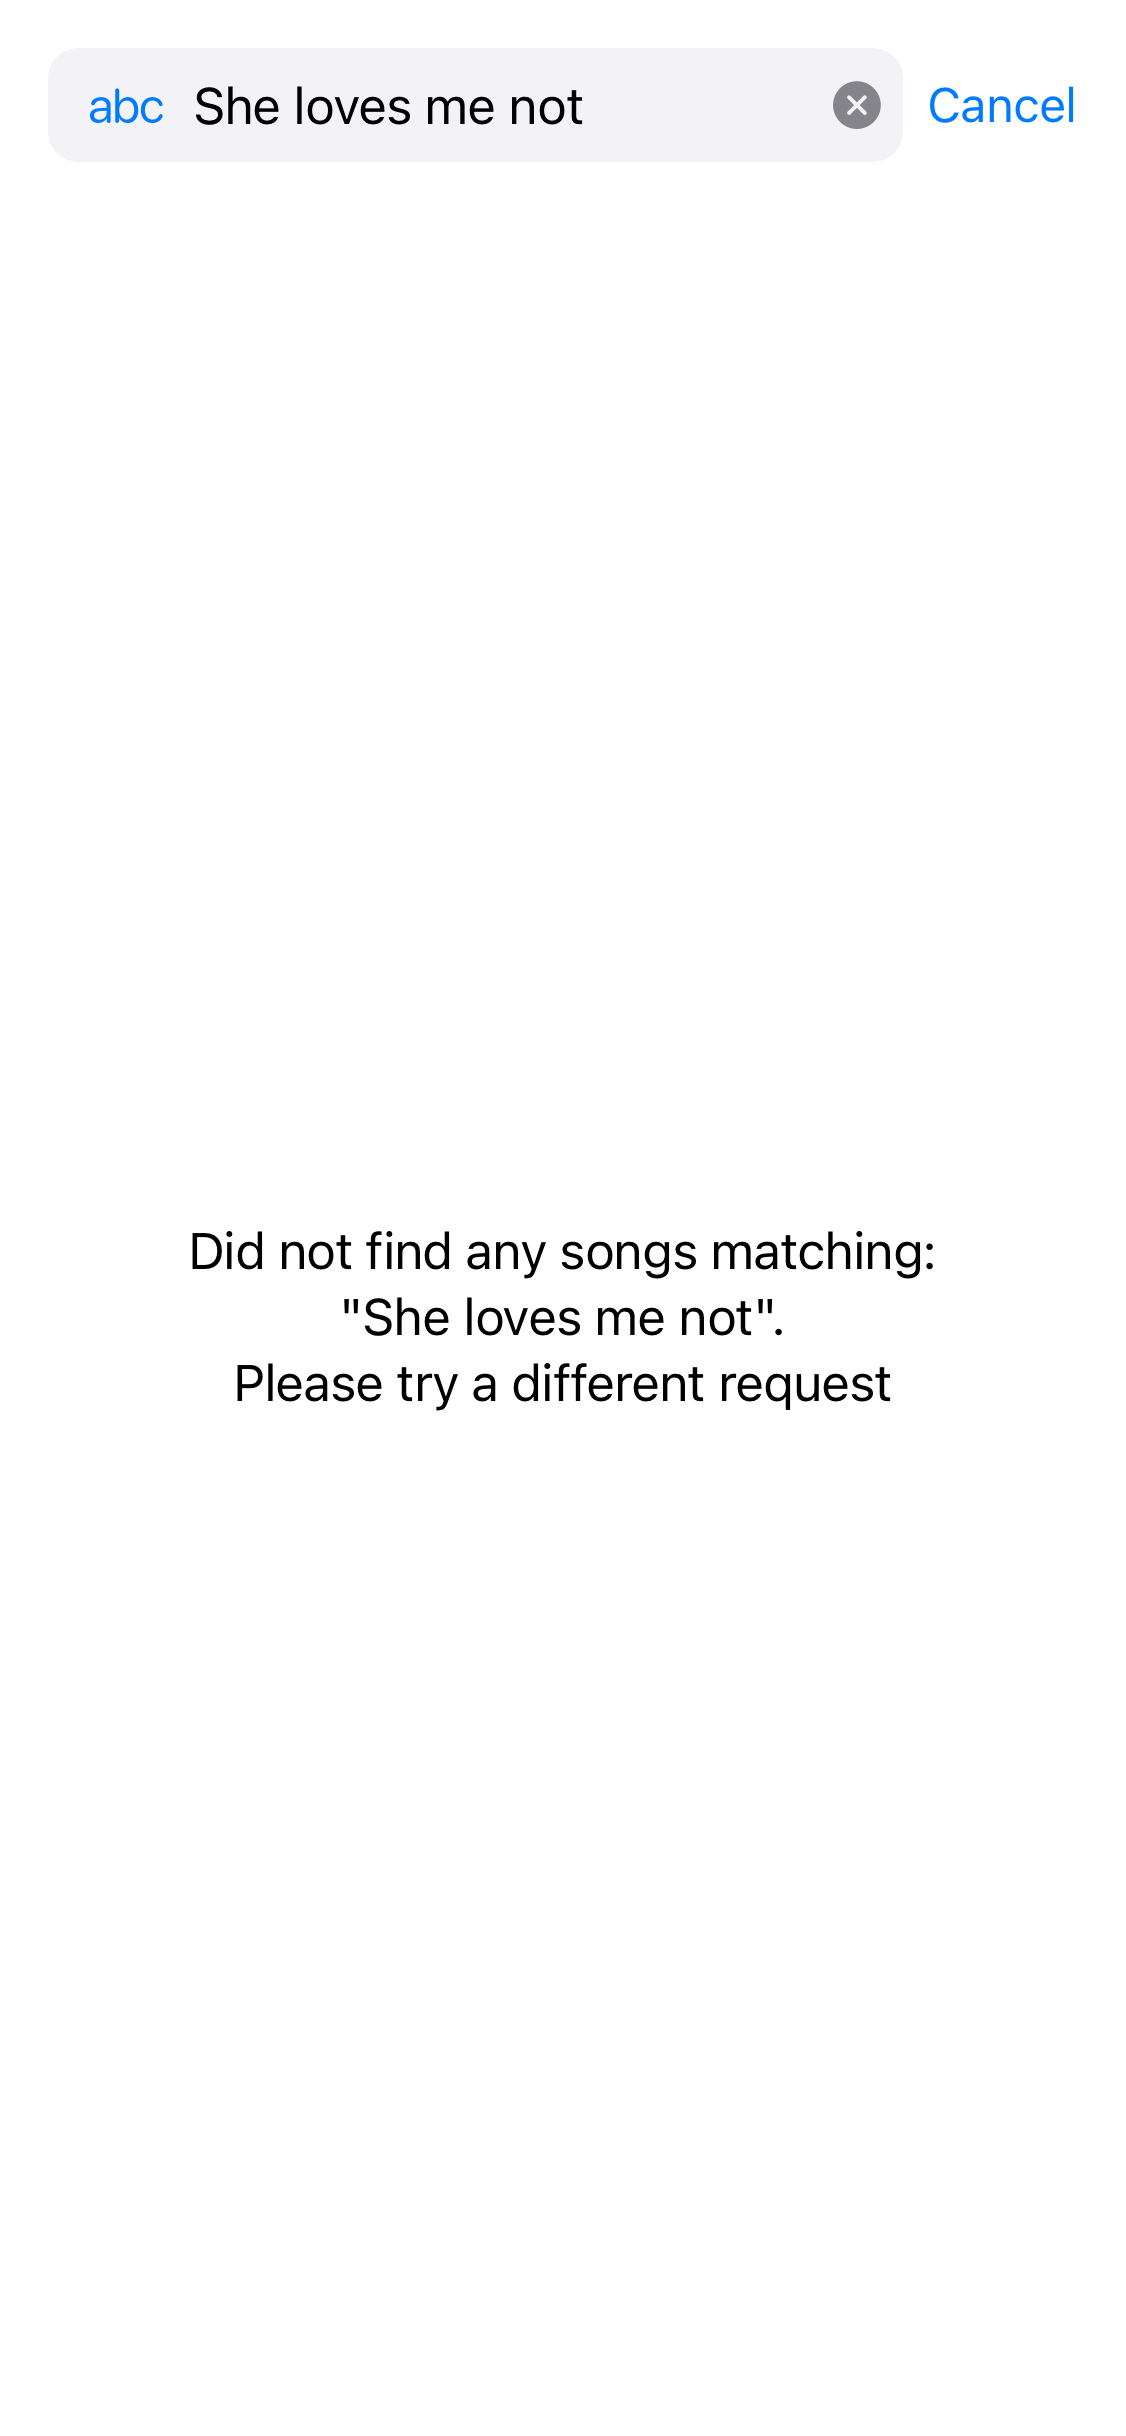 abc She loves me not Cancel
Did not find any songs matching:
"She loves me not".
Please try a different request